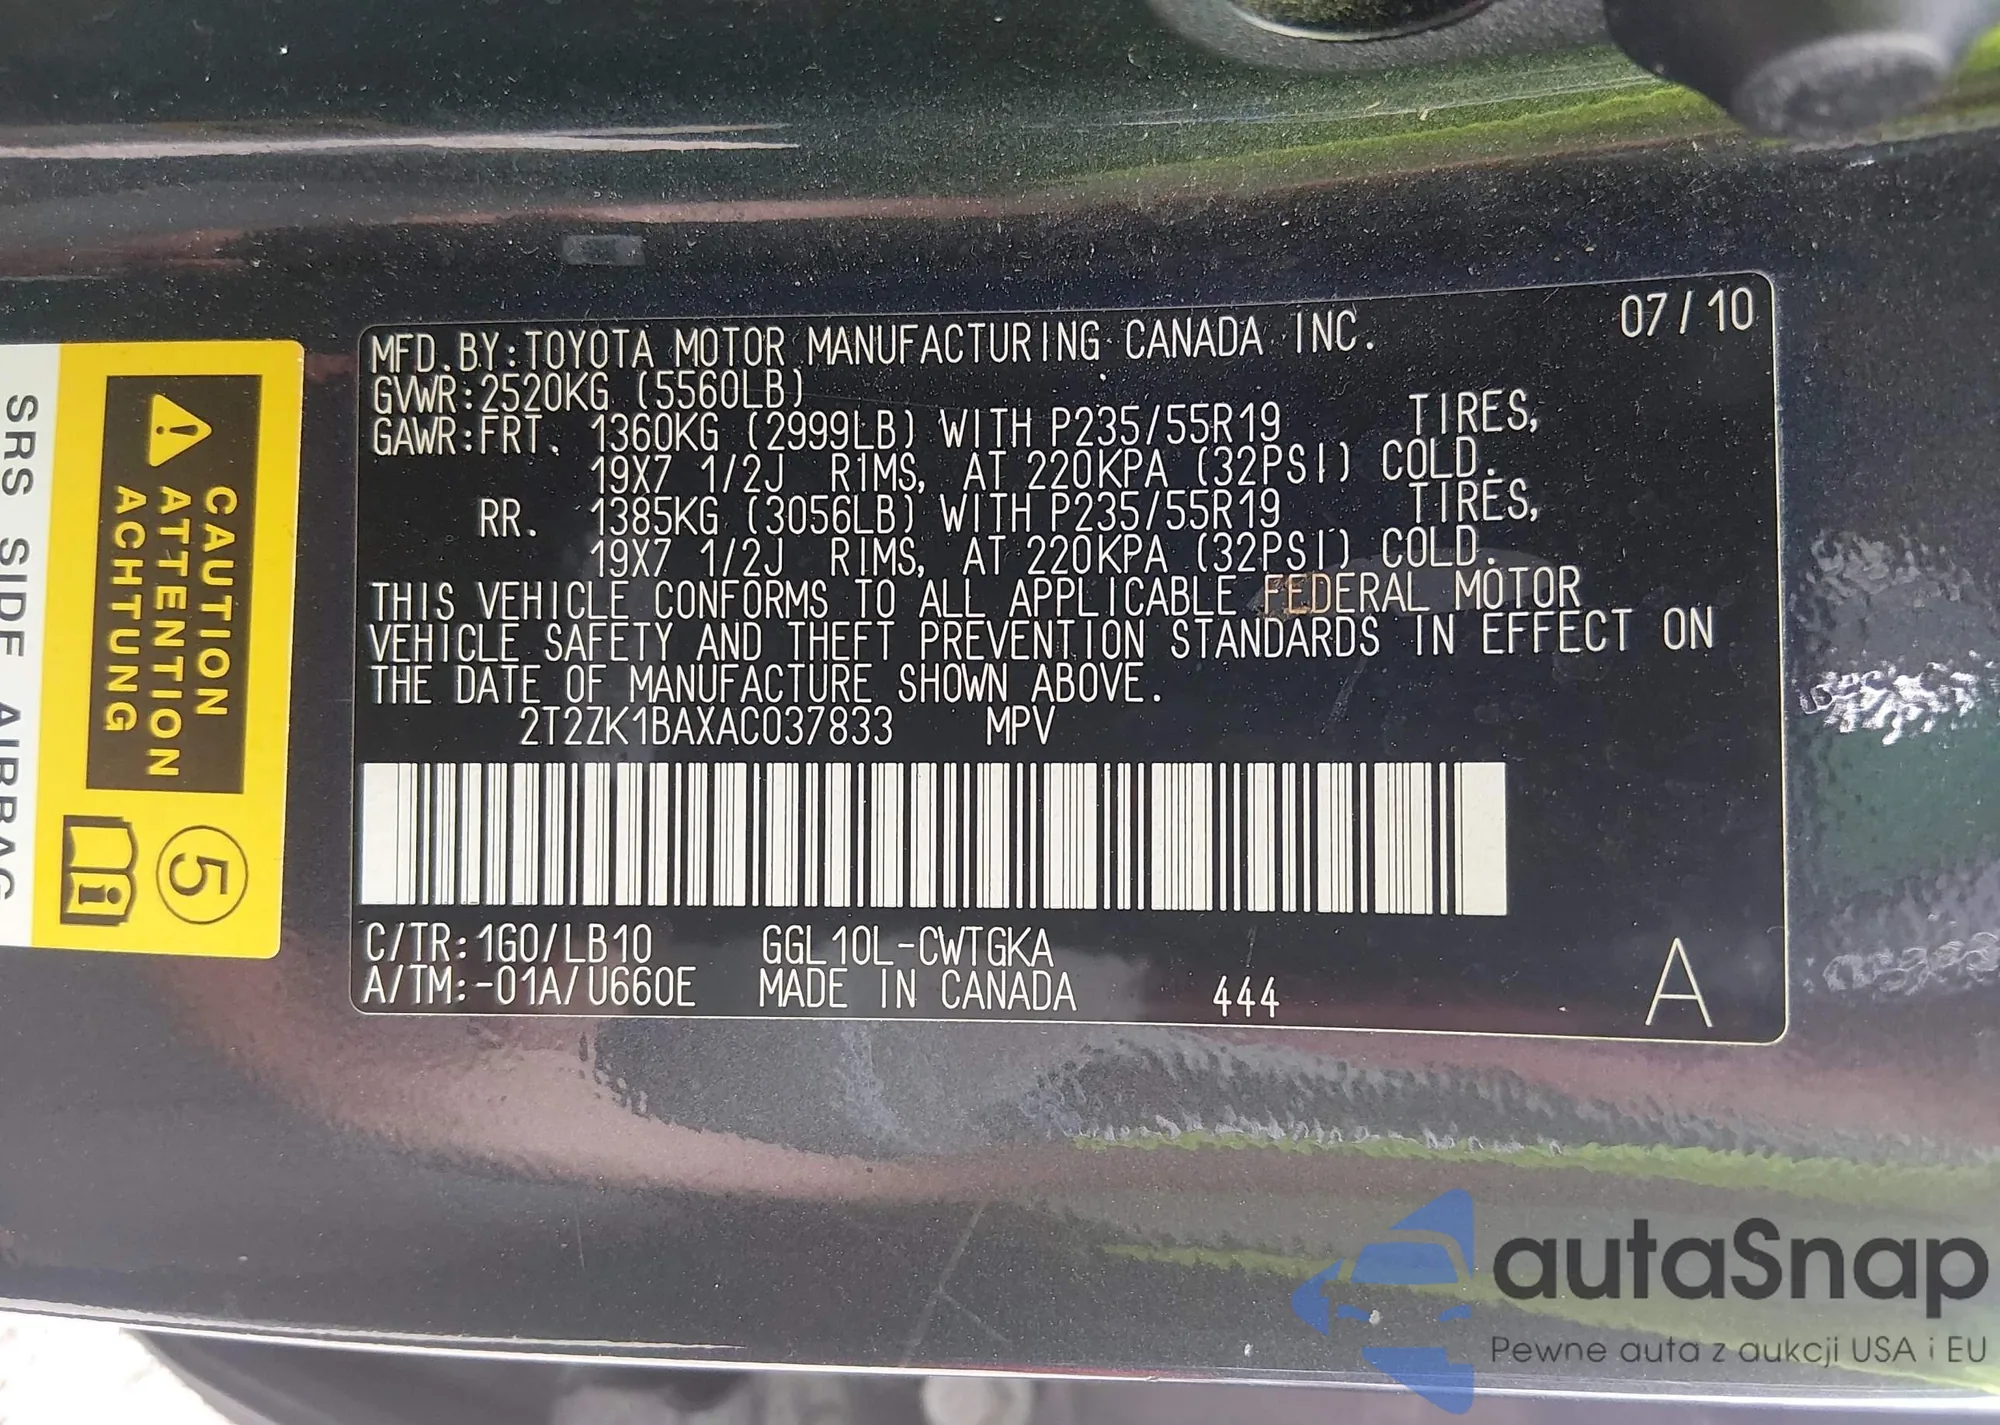 07/10
MFD.BY:TOYOTA MOTOR MANUFACTURING CANADA INC.
GVWR:2520KG (5560LB)
GAWR:FRT. 1360KG (2999LB) WITH P235/55R19 TIRES,
19X7 1/2J RIMS, AT 220KPA (32PSI) COLD.
RR. 1385KG (3056LB) WITH P235/55R19 TIRES,
19X7 1/2J RIMS, AT 220KPA (32PSI) COLD.
THIS VEHICLE CONFORMS TO ALL APPLICABLE FEDERAL MOTOR
VEHICLE SAFETY AND THEFT PREVENTION STANDARDS IN EFFECT ON
THE DATE OF MANUFACTURE SHOWN ABOVE.
2T2ZK1BAXAC037833 MPV
C/TR:1G0/LB10 GGL10L-CWTGKA
A/TM:-01A/U660E MADE IN CANADA 444 A
CAUTION
ATTENTION
ACHTUNG
5
SRS SIDE AIRBAG
autaSnap
Pewne auta z aukcji USA i EU